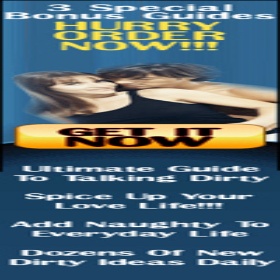 3 Special
Bonus Guides
HURRY
ORDER
NOW!!!
GET IT
NOW
Ultimate Guide
To Talking Dirty
Spice Up Your
Love Life!!!!
Add Naughty To
Everyday Life
Dozens Of New
Dirty Ideas Daily